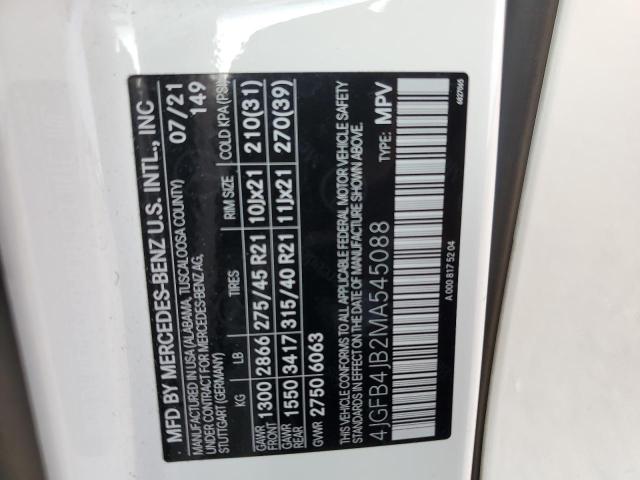 MFD BY MERCEDES-BENZ U.S. INTL., INC
MANUFACTURED IN USA (ALABAMA, TUSCALOOSA COUNTY) 07/21
UNDER CONTRACT FOR MERCEDES-BENZ AG, 149
STUTTGART (GERMANY)
KG LB TIRES RIM SIZE COLD KPA (PSI)
GAWR FRONT 1300 2866 275/45 R21 10Jx21 210(31)
GAWR REAR 1550 3417 315/40 R21 11Jx21 270(39)
GVWR 2750 6063
THIS VEHICLE CONFORMS TO ALL APPLICABLE FEDERAL MOTOR VEHICLE SAFETY
AND THEFT PREVENTION STANDARDS IN EFFECT ON THE DATE OF MANUFACTURE SHOWN ABOVE.
4JGFB4JB2MA545088 TYPE: MPV
A 000 817 52 04
6827065